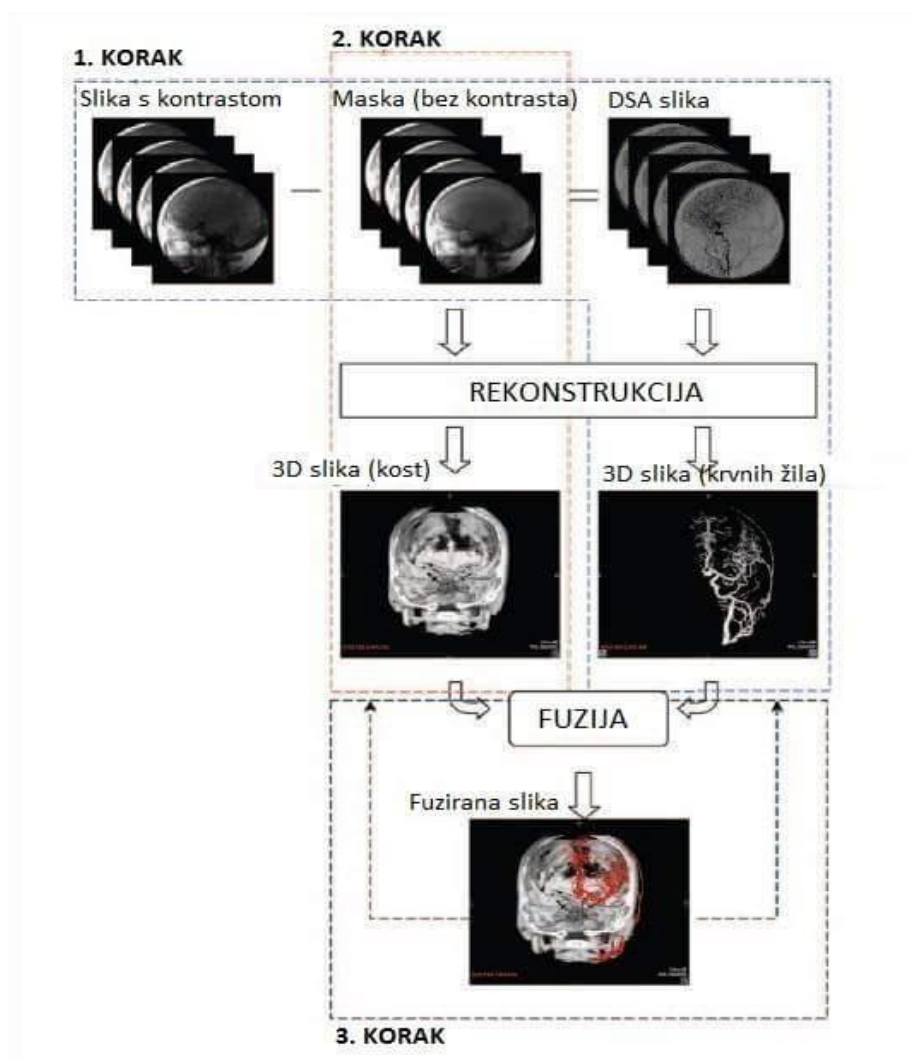 1. KORAK
2. KORAK
Slika s kontrastom
Maska (bez kontrasta)
DSA slika
REKONSTRUKCIJA
3D slika (kost)
3D slika (krvnih žila)
FUZIJA
Fuzirana slika
3. KORAK